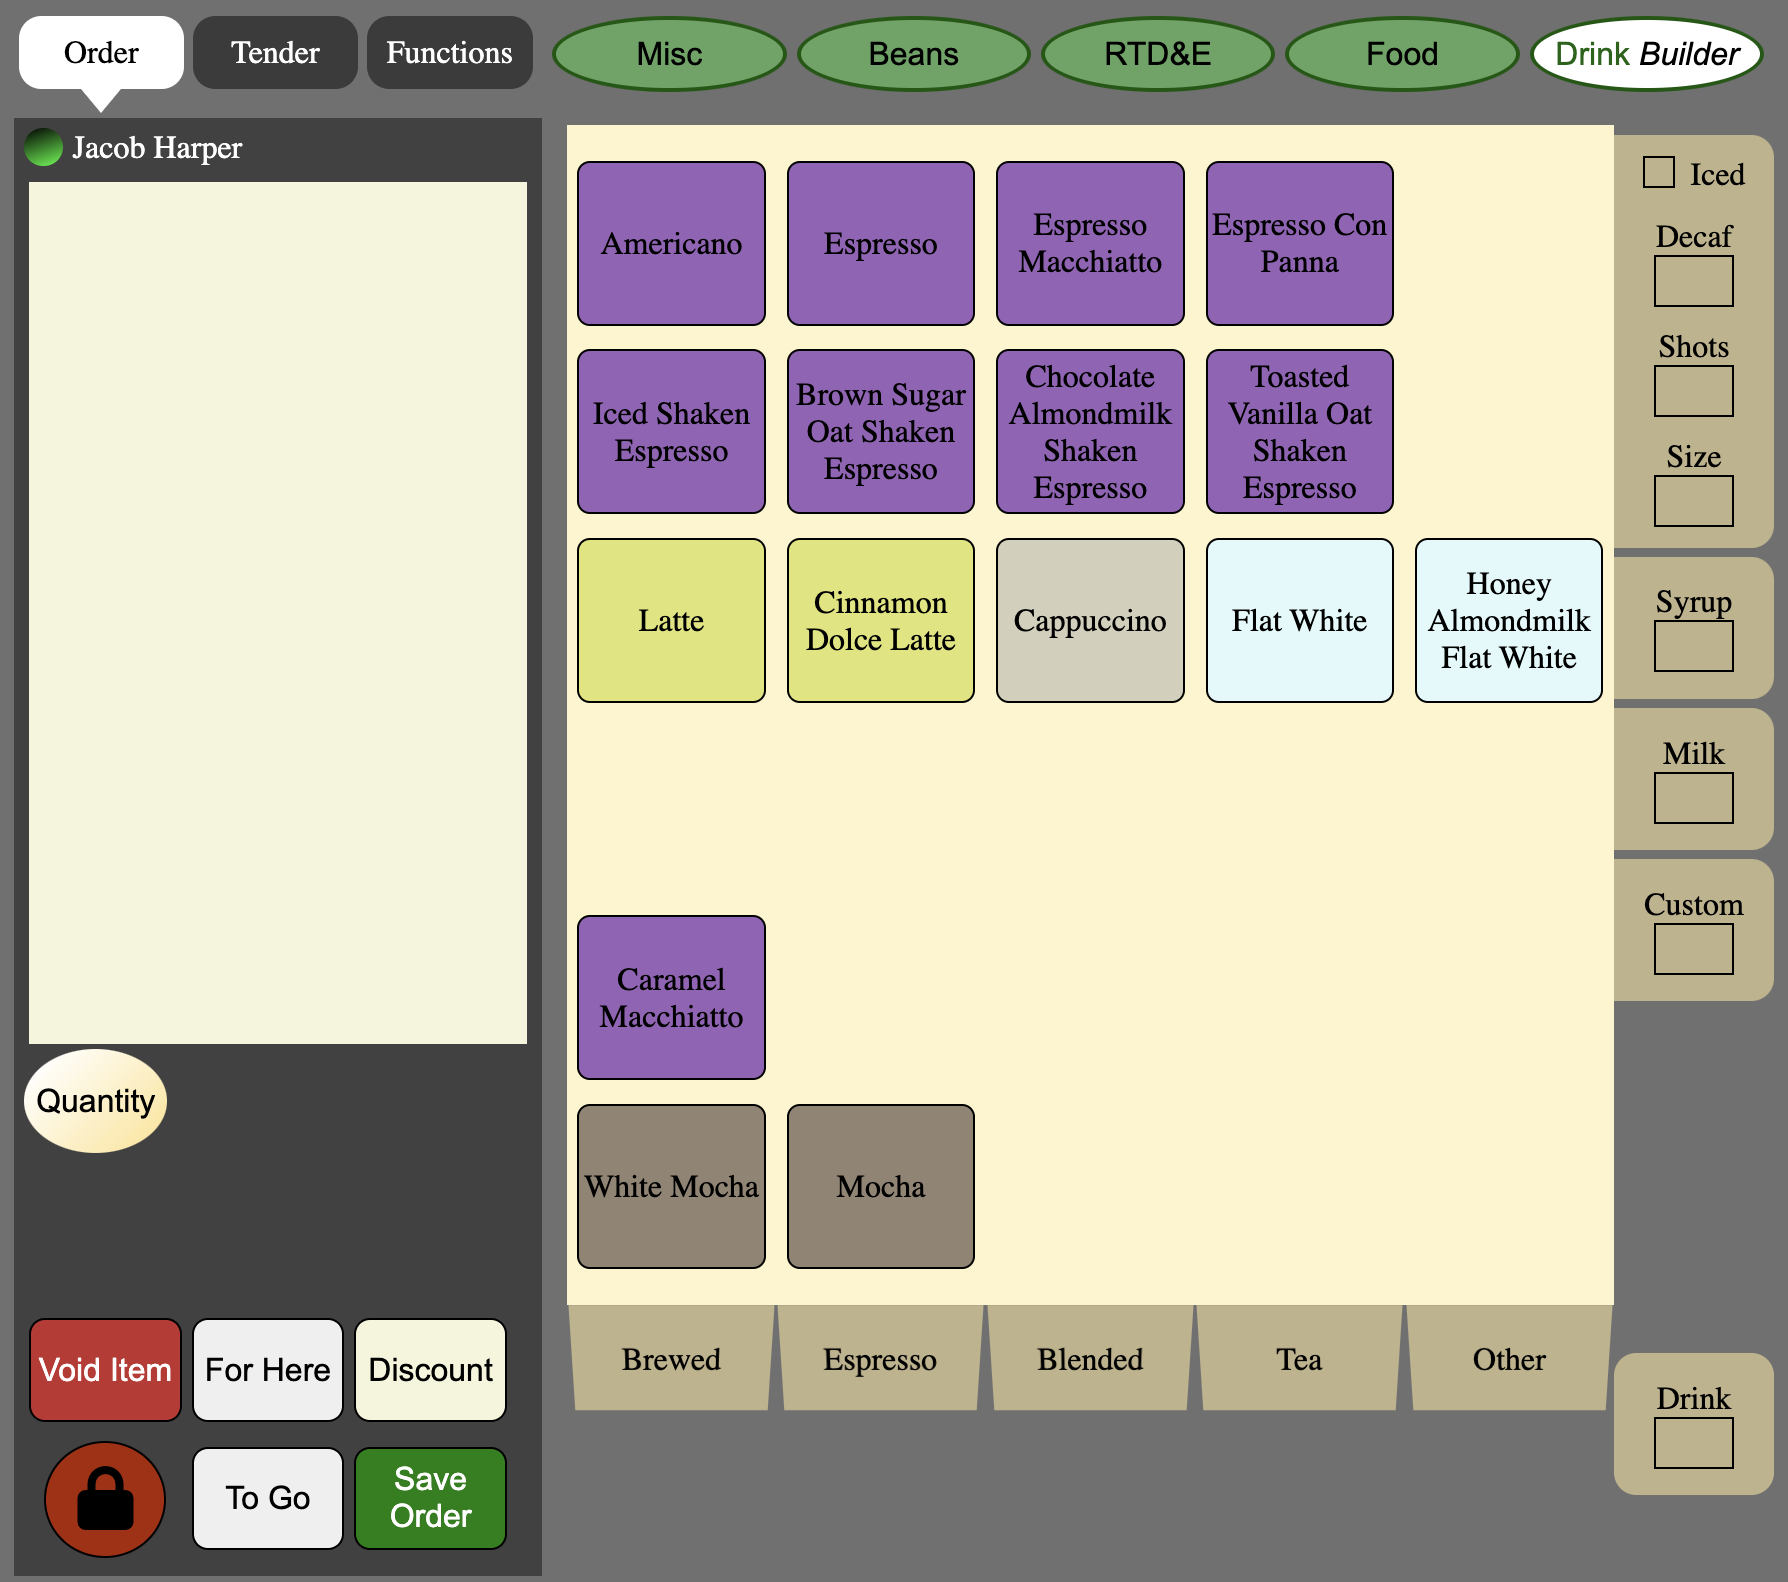 Order
Tender
Functions
Misc
Beans
RTD&E
Food
Drink Builder
Jacob Harper
Americano
Espresso
Espresso
Macchiatto
Espresso Con
Panna
Iced Shaken
Espresso
Brown Sugar
Oat Shaken
Espresso
Chocolate
Almondmilk
Shaken
Espresso
Toasted
Vanilla Oat
Shaken
Espresso
Latte
Cinnamon
Dolce Latte
Cappuccino
Flat White
Honey
Almondmilk
Flat White
Caramel
Macchiatto
White Mocha
Mocha
Brewed
Espresso
Blended
Tea
Other
Iced
Decaf
Shots
Size
Syrup
Milk
Custom
Drink
Quantity
Void Item
For Here
Discount
To Go
Save
Order